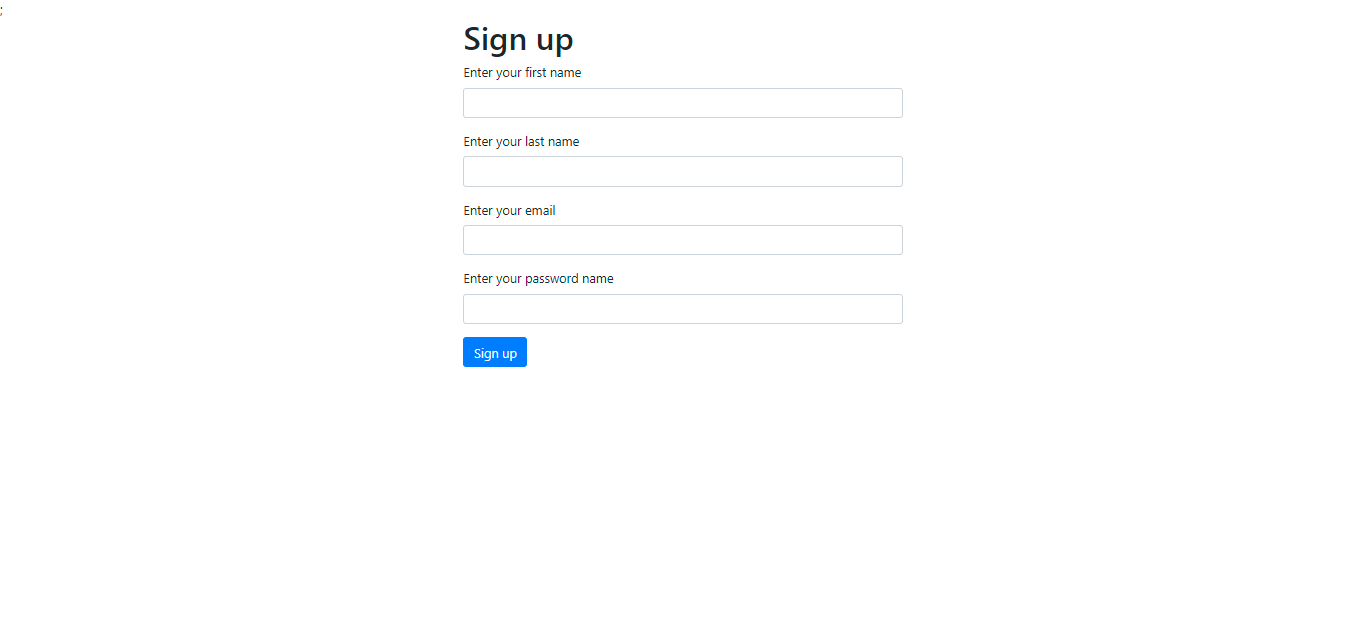 ;
Sign up
Enter your first name
Enter your last name
Enter your email
Enter your password name
Sign up